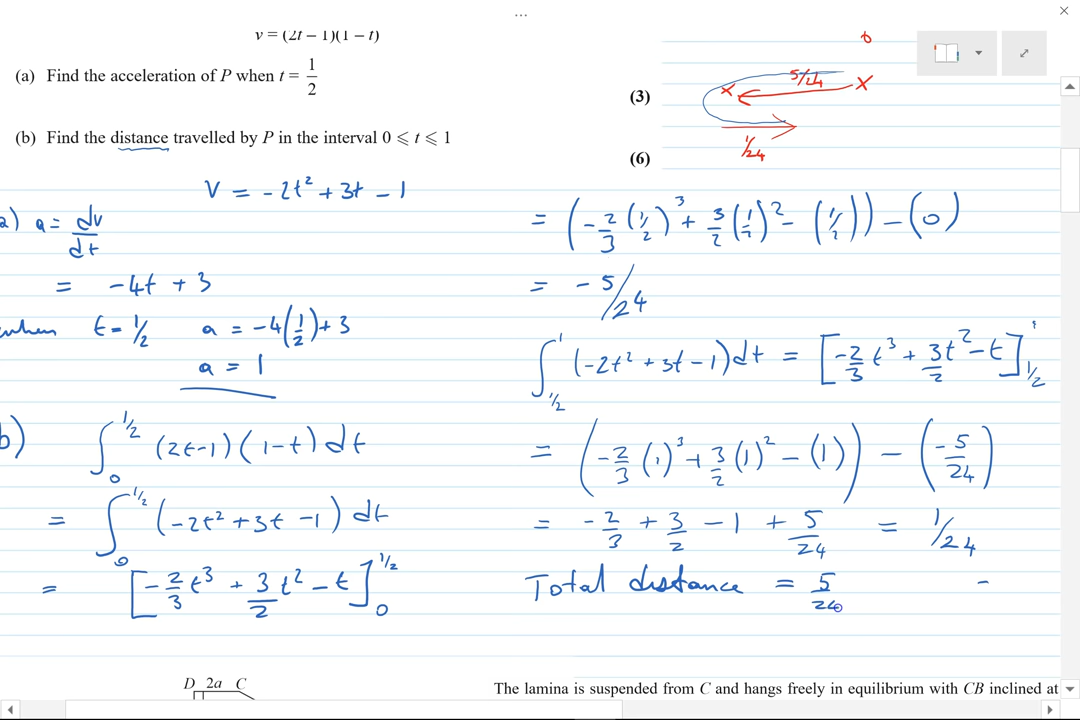 v = (2t − 1)(1 − t)
(a) Find the acceleration of P when t = 1/2
(3)
(b) Find the distance travelled by P in the interval 0 ⩽ t ⩽ 1
(6)
5/24
1/24
V = -2t² + 3t - 1
a) a = dv/dt
= -4t + 3
when t = 1/2 a = -4(1/2) + 3
a = 1
b) ∫₀^{1/2} (2t-1)(1-t) dt
= ∫₀^{1/2} (-2t² + 3t - 1) dt
= [-2/3 t³ + 3/2 t² - t]₀^{1/2}
= (-2/3 (1/2)³ + 3/2 (1/2)² - (1/2)) - (0)
= - 5/24
∫_{1/2}^1 (-2t² + 3t - 1) dt = [-2/3 t³ + 3t²/2 - t]_{1/2}^1
= (-2/3 (1)³ + 3/2 (1)² - (1)) - (-5/24)
= -2/3 + 3/2 - 1 + 5/24 = 1/24
Total distance = 5/24
D 2a C
The lamina is suspended from C and hangs freely in equilibrium with CB inclined at